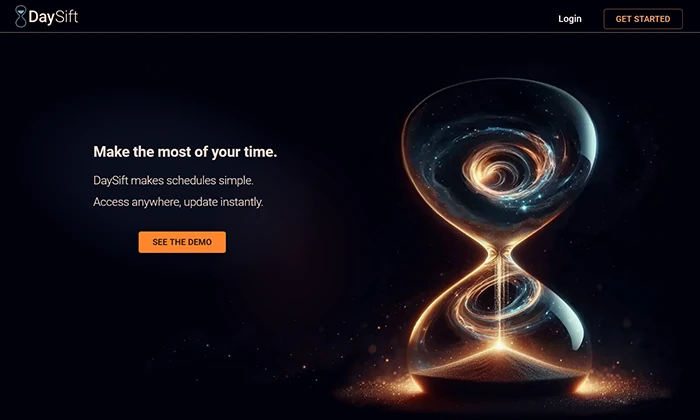 DaySift
Login
GET STARTED
Make the most of your time.
DaySift makes schedules simple.
Access anywhere, update instantly.
SEE THE DEMO